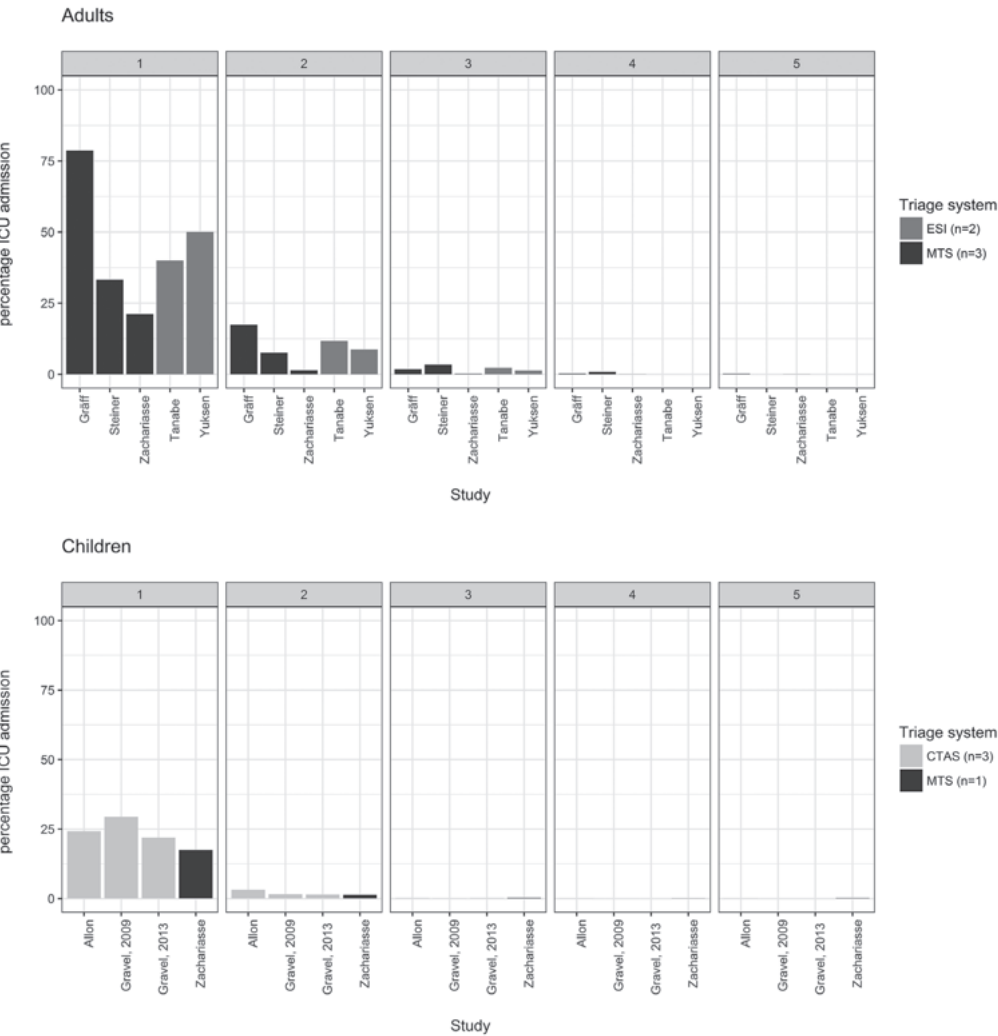 Adults
1 2 3 4 5
percentage ICU admission
100
75
50
25
0
Gräff Steiner Zachariasse Tanabe Yuksen Gräff Steiner Zachariasse Tanabe Yuksen Gräff Steiner Zachariasse Tanabe Yuksen Gräff Steiner Zachariasse Tanabe Yuksen Gräff Steiner Zachariasse Tanabe Yuksen
Study
Triage system
ESI (n=2)
MTS (n=3)
Children
1 2 3 4 5
percentage ICU admission
100
75
50
25
0
Allon Gravel, 2009 Gravel, 2013 Zachariasse Allon Gravel, 2009 Gravel, 2013 Zachariasse Allon Gravel, 2009 Gravel, 2013 Zachariasse Allon Gravel, 2009 Gravel, 2013 Zachariasse Allon Gravel, 2009 Gravel, 2013 Zachariasse
Study
Triage system
CTAS (n=3)
MTS (n=1)